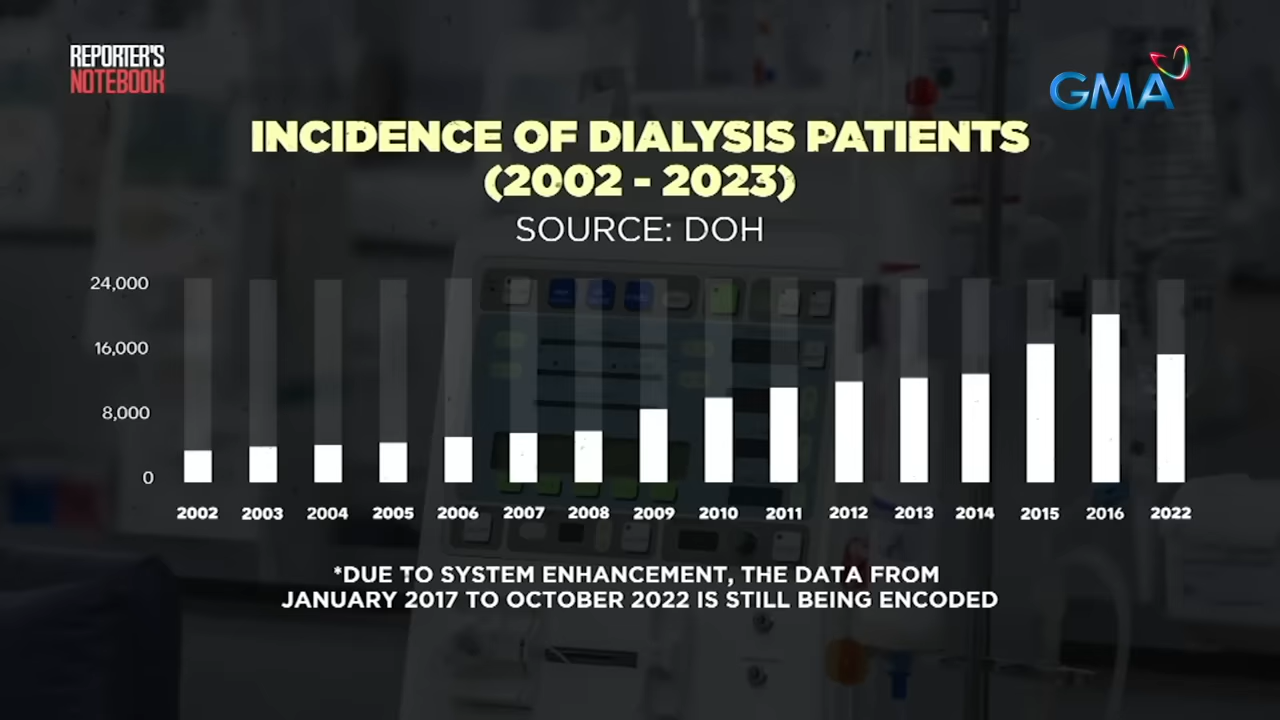 REPORTER'S
NOTEBOOK
GMA
INCIDENCE OF DIALYSIS PATIENTS
(2002 - 2023)
SOURCE: DOH
24,000
16,000
8,000
0
2002 2003 2004 2005 2006 2007 2008 2009 2010 2011 2012 2013 2014 2015 2016 2022
*DUE TO SYSTEM ENHANCEMENT, THE DATA FROM
JANUARY 2017 TO OCTOBER 2022 IS STILL BEING ENCODED